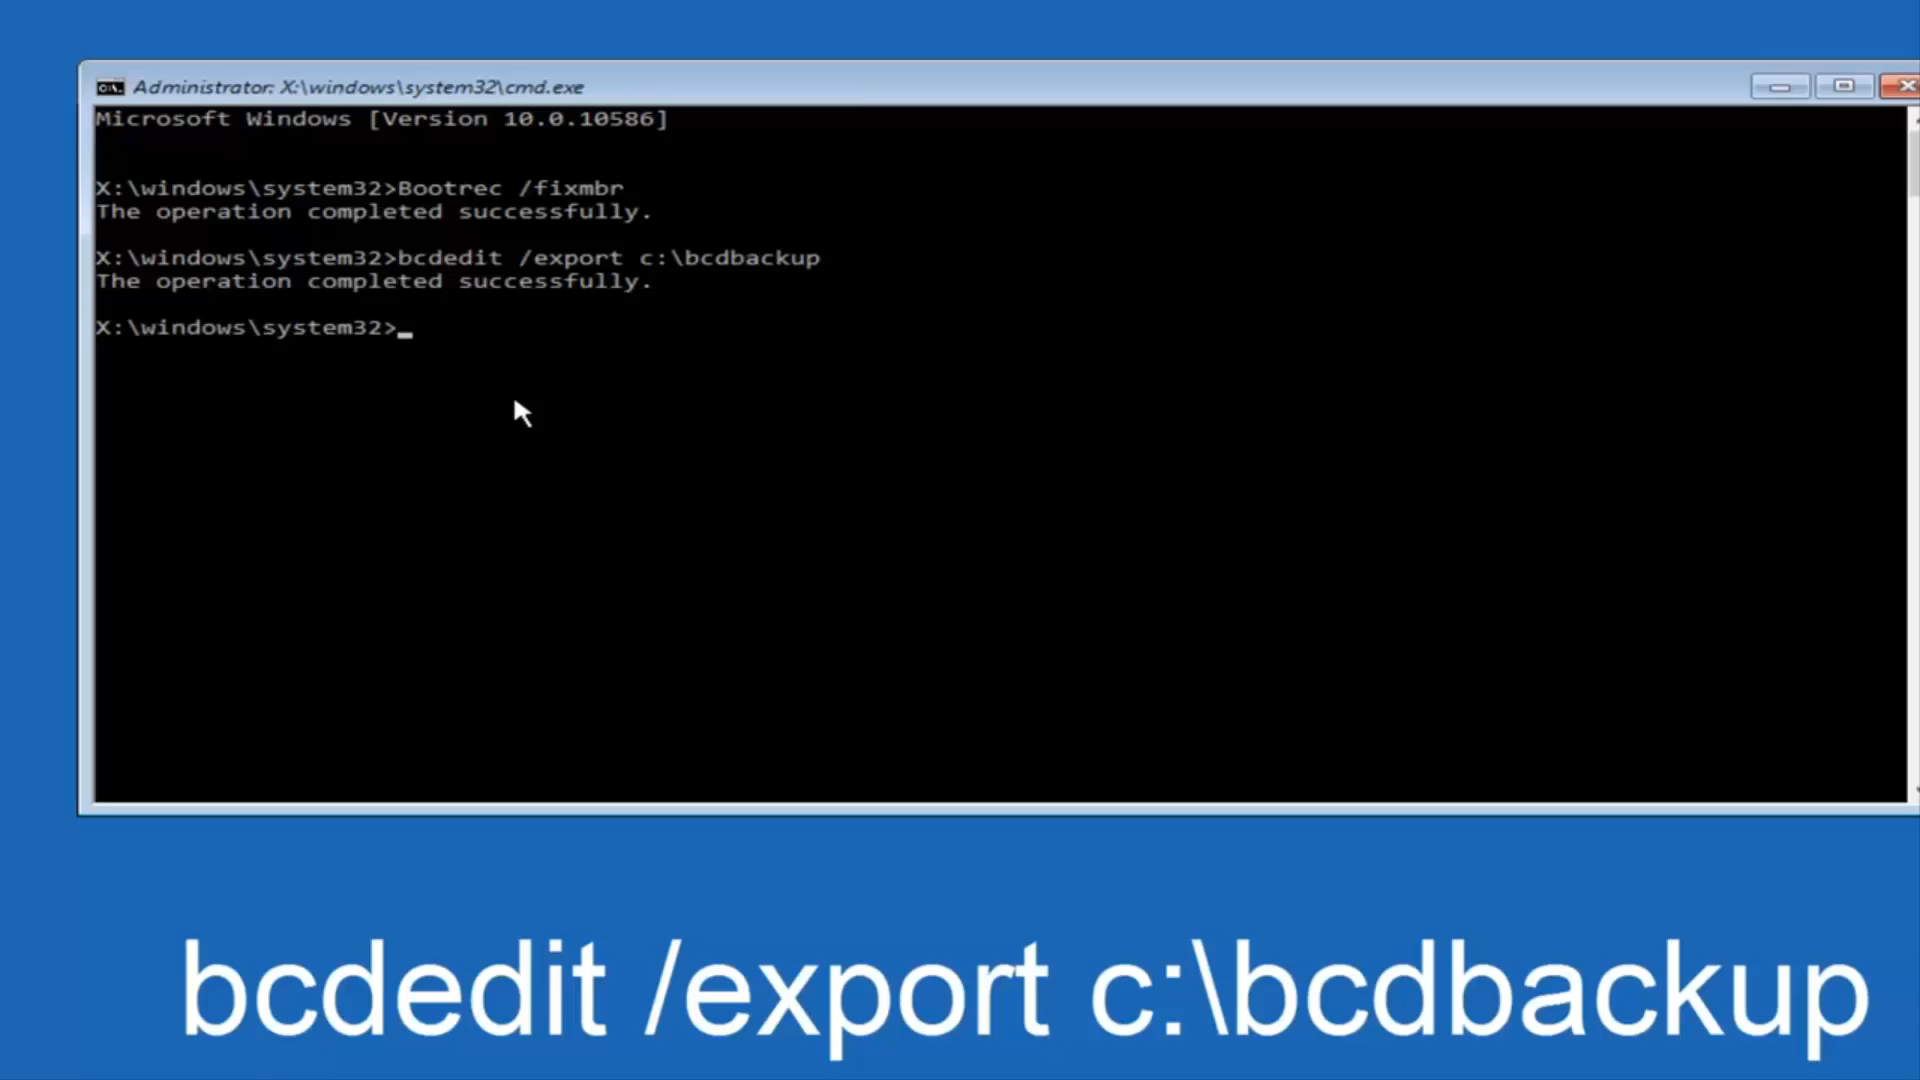 Administrator: X:\windows\system32\cmd.exe
Microsoft Windows [Version 10.0.10586]
X:\windows\system32>Bootrec /fixmbr
The operation completed successfully.
X:\windows\system32>bcdedit /export c:\bcdbackup
The operation completed successfully.
X:\windows\system32>_
bcdedit /export c:\bcdbackup